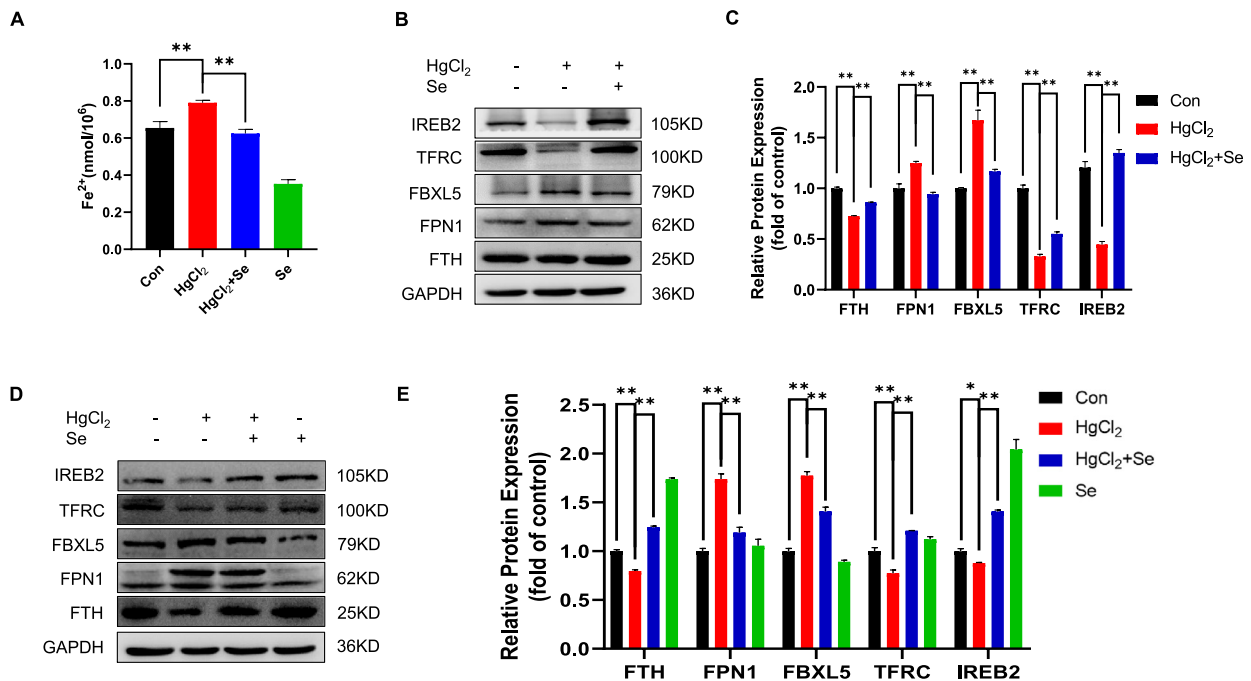 A
Fe²⁺(nmol/10⁶)
1.0
0.8
0.6
0.4
0.2
0.0
** **
Con HgCl₂ HgCl₂+Se Se
B
HgCl₂ - + +
Se - - +
IREB2 105KD
TFRC 100KD
FBXL5 79KD
FPN1 62KD
FTH 25KD
GAPDH 36KD
C
Relative Protein Expression
(fold of control)
2.0
1.5
1.0
0.5
0.0
** ** ** ** ** ** ** ** ** **
FTH FPN1 FBXL5 TFRC IREB2
Con
HgCl₂
HgCl₂+Se
D
HgCl₂ - + + -
Se - - + +
IREB2 105KD
TFRC 100KD
FBXL5 79KD
FPN1 62KD
FTH 25KD
GAPDH 36KD
E
Relative Protein Expression
(fold of control)
2.5
2.0
1.5
1.0
0.5
0.0
** ** ** ** ** ** ** ** * **
FTH FPN1 FBXL5 TFRC IREB2
Con
HgCl₂
HgCl₂+Se
Se